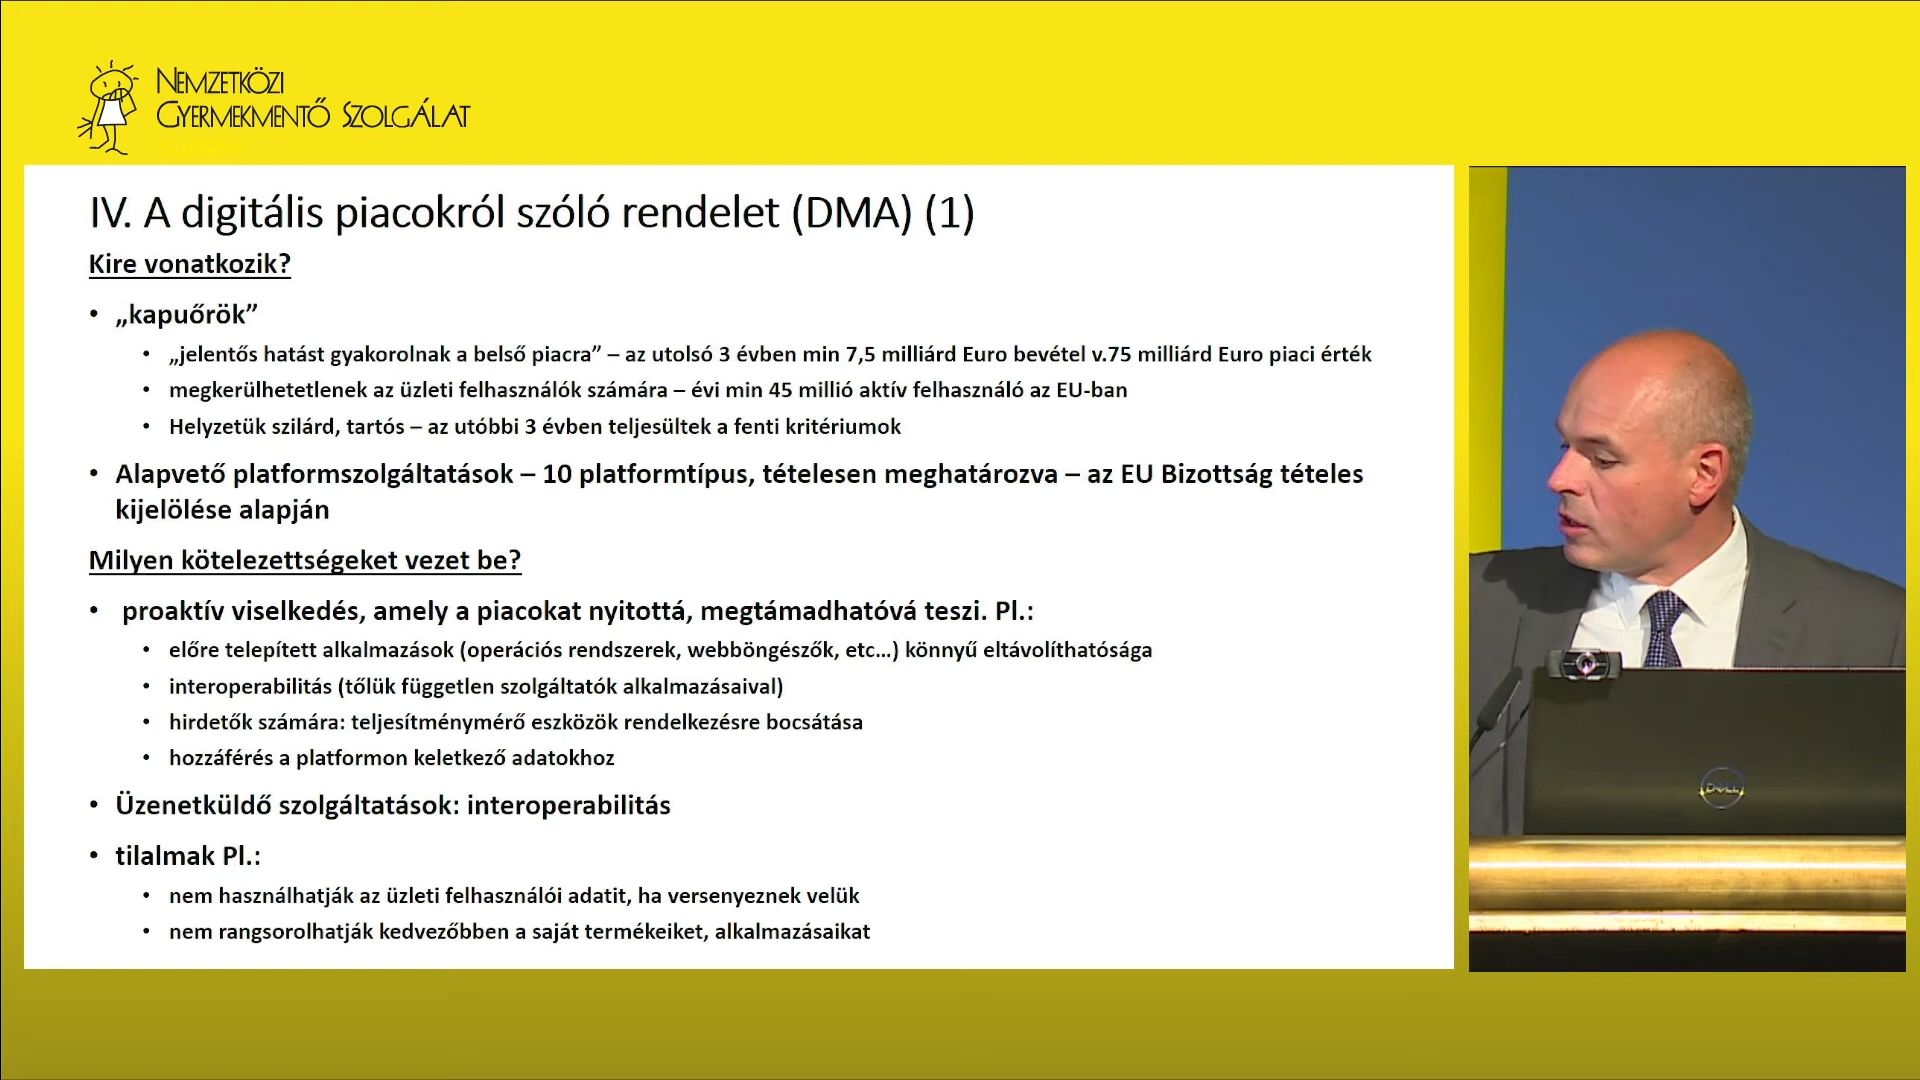 NEMZETKÖZI
GYERMEKMENTŐ SZOLGÁLAT
IV. A digitális piacokról szóló rendelet (DMA) (1)
Kire vonatkozik?
• „kapuőrök”
• „jelentős hatást gyakorolnak a belső piacra” – az utolsó 3 évben min 7,5 milliárd Euro bevétel v.75 milliárd Euro piaci érték
• megkerülhetetlenek az üzleti felhasználók számára – évi min 45 millió aktív felhasználó az EU-ban
• Helyzetük szilárd, tartós – az utóbbi 3 évben teljesültek a fenti kritériumok
• Alapvető platformszolgáltatások – 10 platformtípus, tételesen meghatározva – az EU Bizottság tételes
kijelölése alapján
Milyen kötelezettségeket vezet be?
• proaktív viselkedés, amely a piacokat nyitottá, megtámadhatóvá teszi. Pl.:
• előre telepített alkalmazások (operációs rendszerek, webböngészők, etc…) könnyű eltávolíthatósága
• interoperabilitás (tőlük független szolgáltatók alkalmazásaival)
• hirdetők számára: teljesítménymérő eszközök rendelkezésre bocsátása
• hozzáférés a platformon keletkező adatokhoz
• Üzenetküldő szolgáltatások: interoperabilitás
• tilalmak Pl.:
• nem használhatják az üzleti felhasználói adatit, ha versenyeznek velük
• nem rangsorolhatják kedvezőbben a saját termékeiket, alkalmazásaikat
DELL